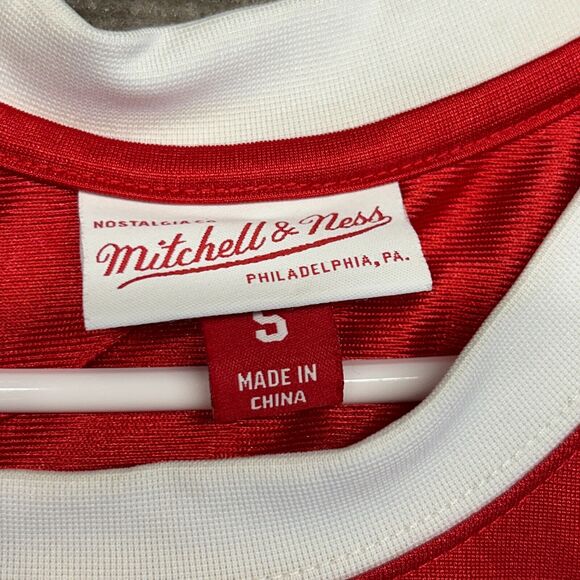 NOSTALGIA CO.
Mitchell & Ness
PHILADELPHIA, PA.
S
MADE IN
CHINA